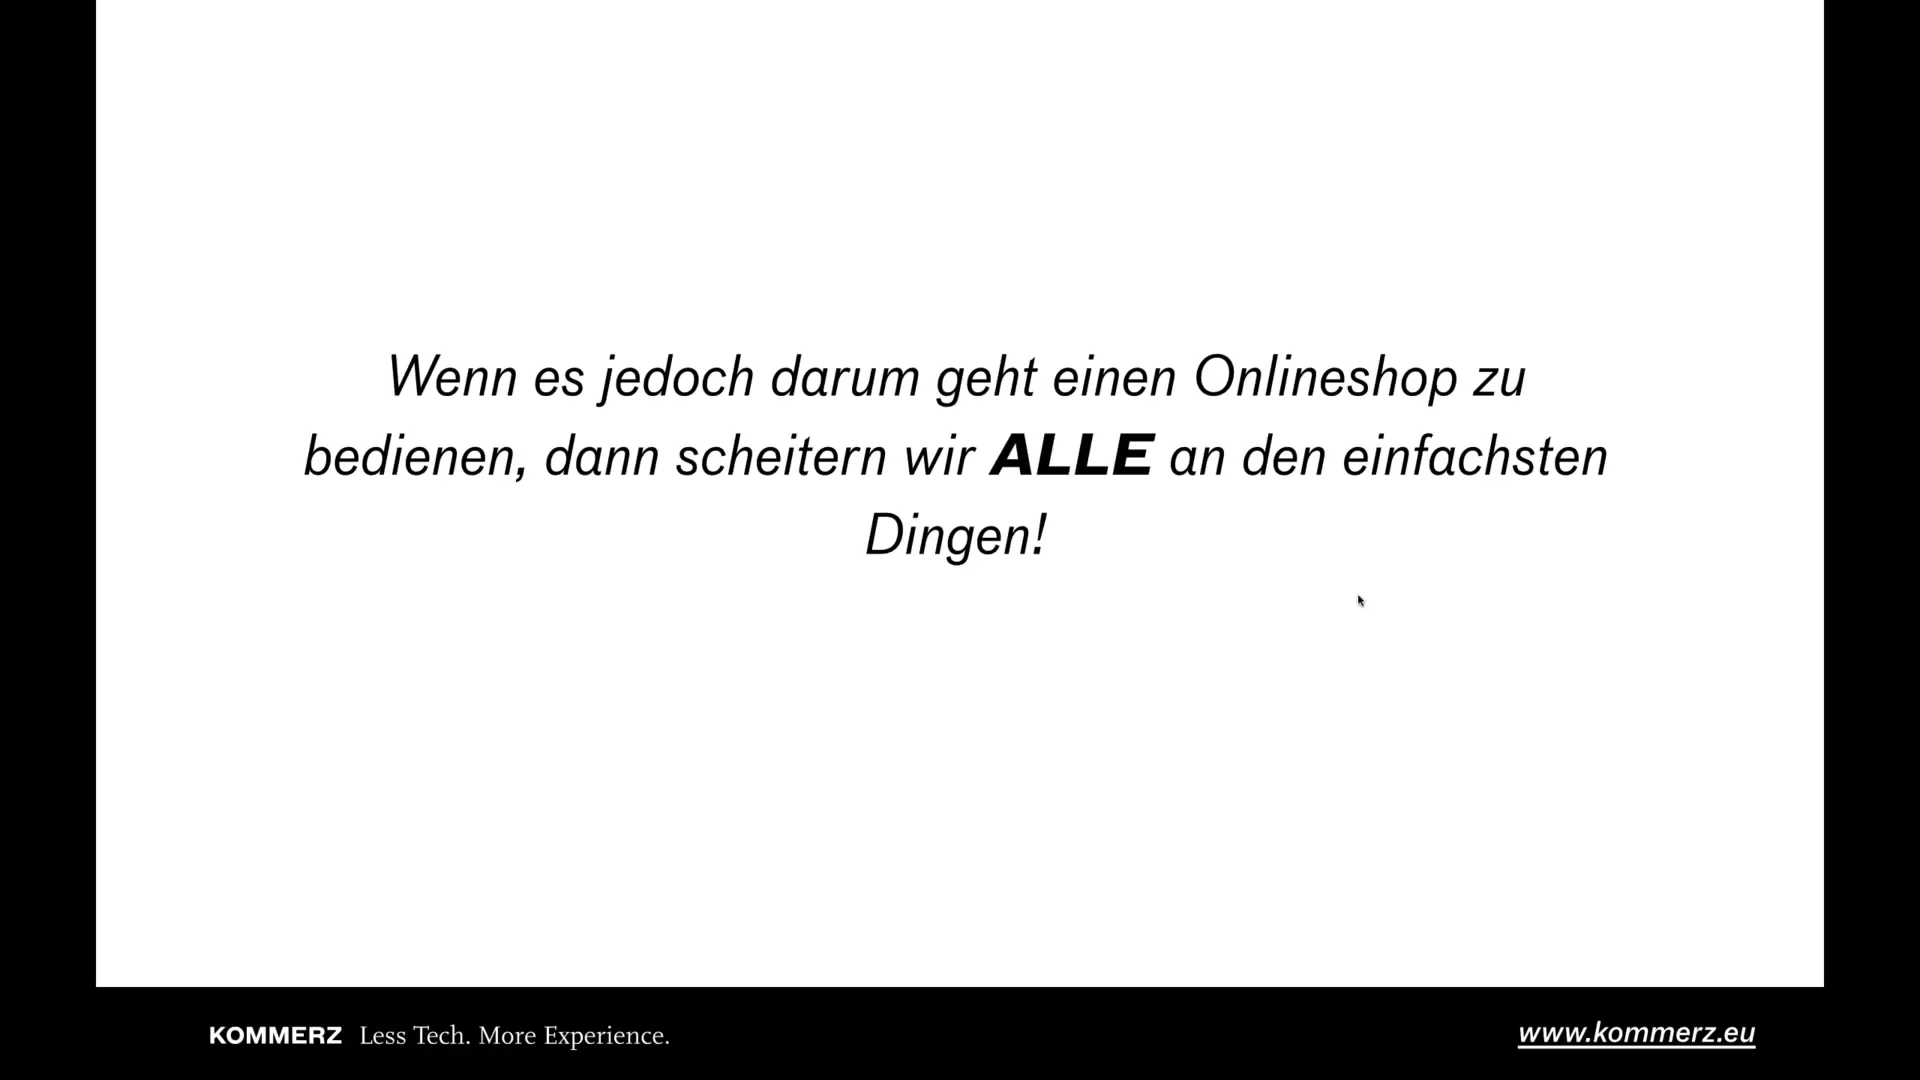 Wenn es jedoch darum geht einen Onlineshop zu
bedienen, dann scheitern wir ALLE an den einfachsten
Dingen!
KOMMERZ Less Tech. More Experience.
www.kommerz.eu